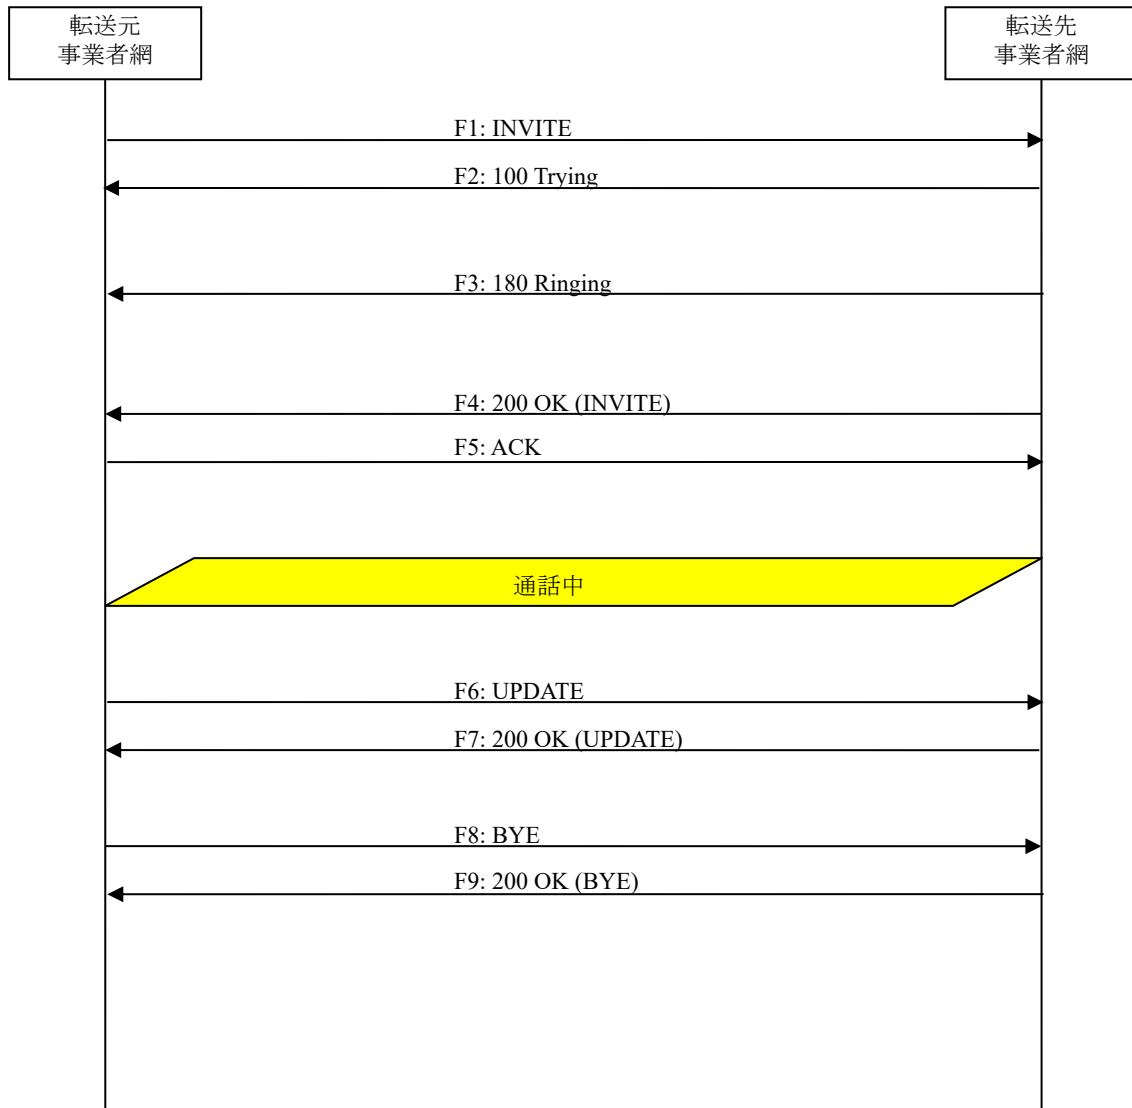 転送元
事業者網
転送先
事業者網
F1: INVITE
F2: 100 Trying
F3: 180 Ringing
F4: 200 OK (INVITE)
F5: ACK
通話中
F6: UPDATE
F7: 200 OK (UPDATE)
F8: BYE
F9: 200 OK (BYE)